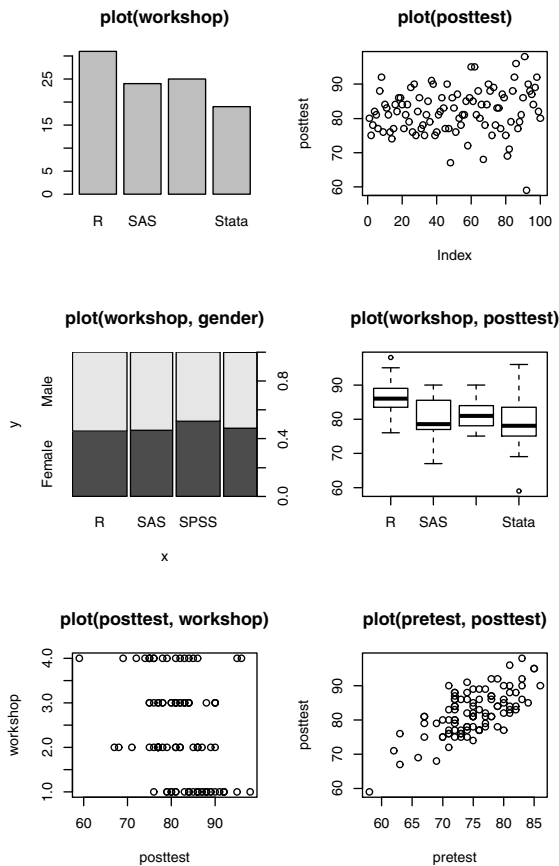 plot(workshop)
25
15
0
R SAS Stata
plot(posttest)
posttest
90
80
70
60
0 20 40 60 80 100
Index
plot(workshop, gender)
y
Male
Female
0.8
0.4
0.0
R SAS SPSS
x
plot(workshop, posttest)
90
80
70
60
R SAS Stata
plot(posttest, workshop)
workshop
4.0
3.0
2.0
1.0
60 70 80 90
posttest
plot(pretest, posttest)
posttest
90
80
70
60
60 65 70 75 80 85
pretest